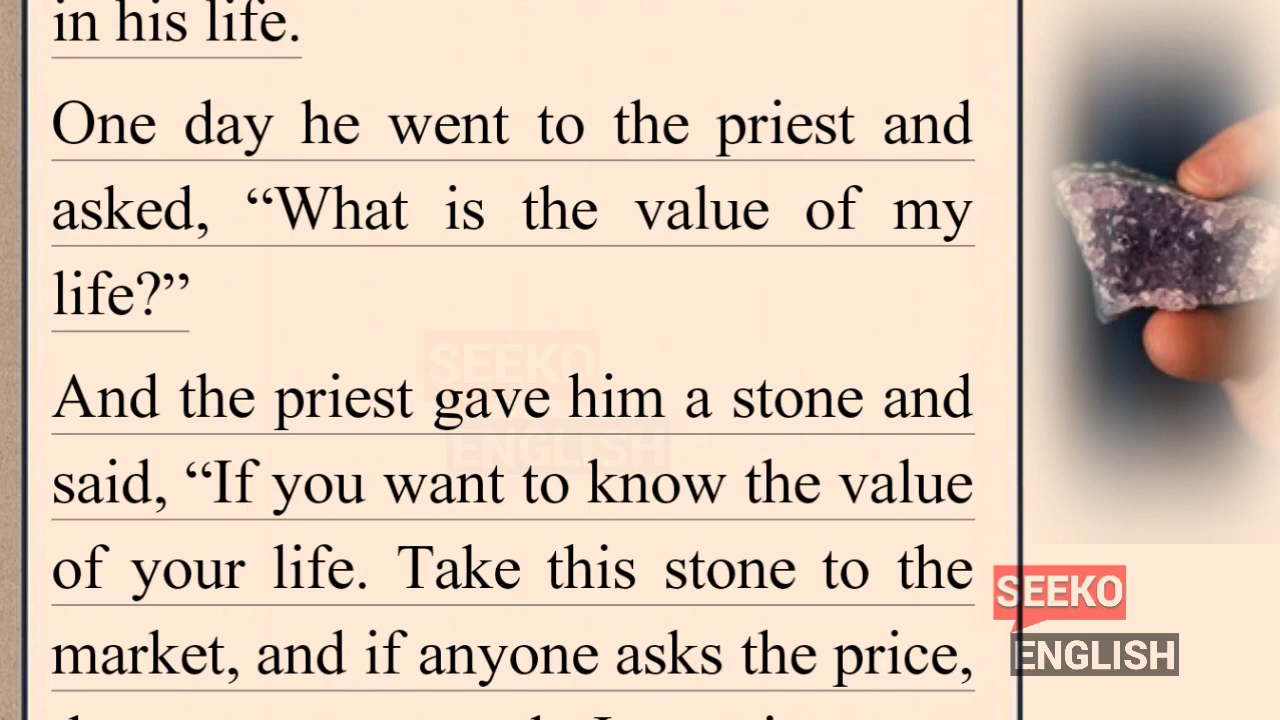 in his life.
One day he went to the priest and
asked, “What is the value of my
life?”
And the priest gave him a stone and
said, “If you want to know the value
of your life. Take this stone to the
market, and if anyone asks the price,
SEEKO
ENGLISH
SEEKO
ENGLISH